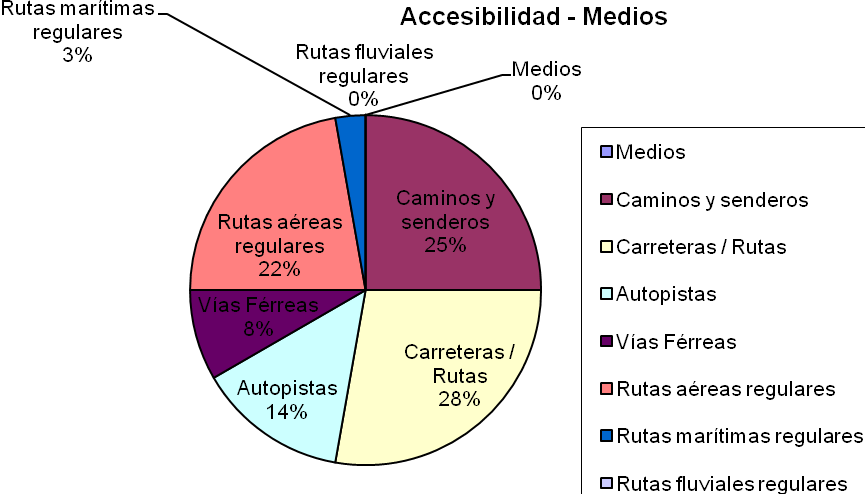 Accesibilidad - Medios
Rutas marítimas
regulares
3%
Rutas fluviales
regulares
0%
Medios
0%
Caminos y
senderos
25%
Rutas aéreas
regulares
22%
Vías Férreas
8%
Autopistas
14%
Carreteras /
Rutas
28%
Medios
Caminos y senderos
Carreteras / Rutas
Autopistas
Vías Férreas
Rutas aéreas regulares
Rutas marítimas regulares
Rutas fluviales regulares